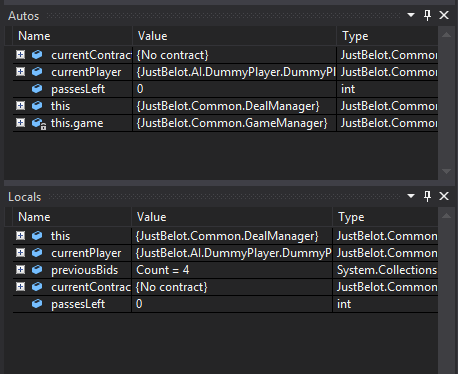 Autos
Name Value Type
currentContrac {No contract} JustBelot.Common
currentPlayer {JustBelot.AI.DummyPlayer.DummyPl JustBelot.Common
passesLeft 0 int
this {JustBelot.Common.DealManager} JustBelot.Common
this.game {JustBelot.Common.GameManager} JustBelot.Common
Locals
Name Value Type
this {JustBelot.Common.DealManager} JustBelot.Common
currentPlayer {JustBelot.AI.DummyPlayer.DummyP JustBelot.Common
previousBids Count = 4 System.Collections
currentContrac {No contract} JustBelot.Common
passesLeft 0 int